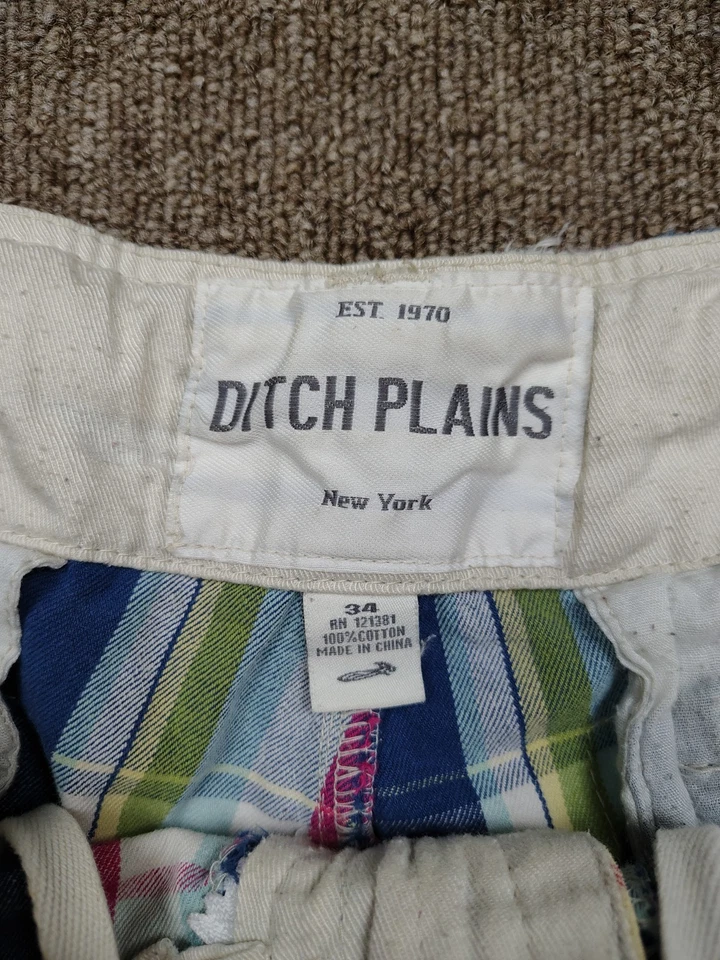 EST. 1970
DITCH PLAINS
New York
34
RN 121381
100%COTTON
MADE IN CHINA